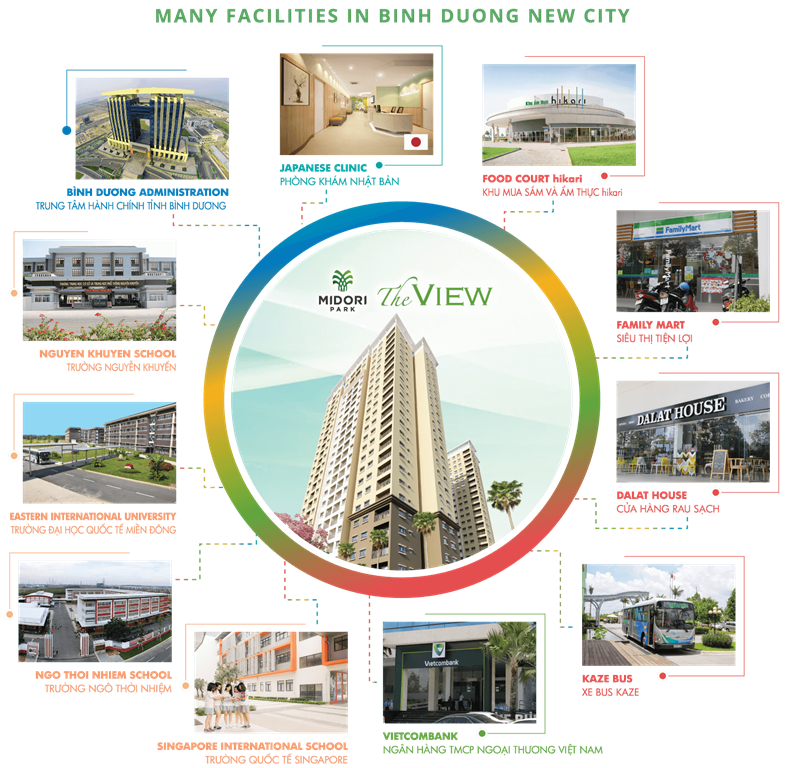 MANY FACILITIES IN BINH DUONG NEW CITY
BÌNH DƯƠNG ADMINISTRATION
TRUNG TÂM HÀNH CHÍNH TỈNH BÌNH DƯƠNG
JAPANESE CLINIC
PHÒNG KHÁM NHẬT BẢN
Khu Ẩm Thực hikari
FOOD COURT hikari
KHU MUA SẮM VÀ ẨM THỰC hikari
FamilyMart
FamilyMart
FAMILY MART
SIÊU THỊ TIỆN LỢI
MIDORI
PARK
The VIEW
NGUYEN KHUYEN SCHOOL
TRƯỜNG NGUYỄN KHUYẾN
DALAT HOUSE
BAKERY
DALAT HOUSE
CỬA HÀNG RAU SẠCH
EASTERN INTERNATIONAL UNIVERSITY
TRƯỜNG ĐẠI HỌC QUỐC TẾ MIỀN ĐÔNG
NGO THOI NHIEM SCHOOL
TRƯỜNG NGÔ THỜI NHIỆM
KAZE BUS
XE BUS KAZE
Vietcombank
SINGAPORE INTERNATIONAL SCHOOL
TRƯỜNG QUỐC TẾ SINGAPORE
VIETCOMBANK
NGÂN HÀNG TMCP NGOẠI THƯƠNG VIỆT NAM